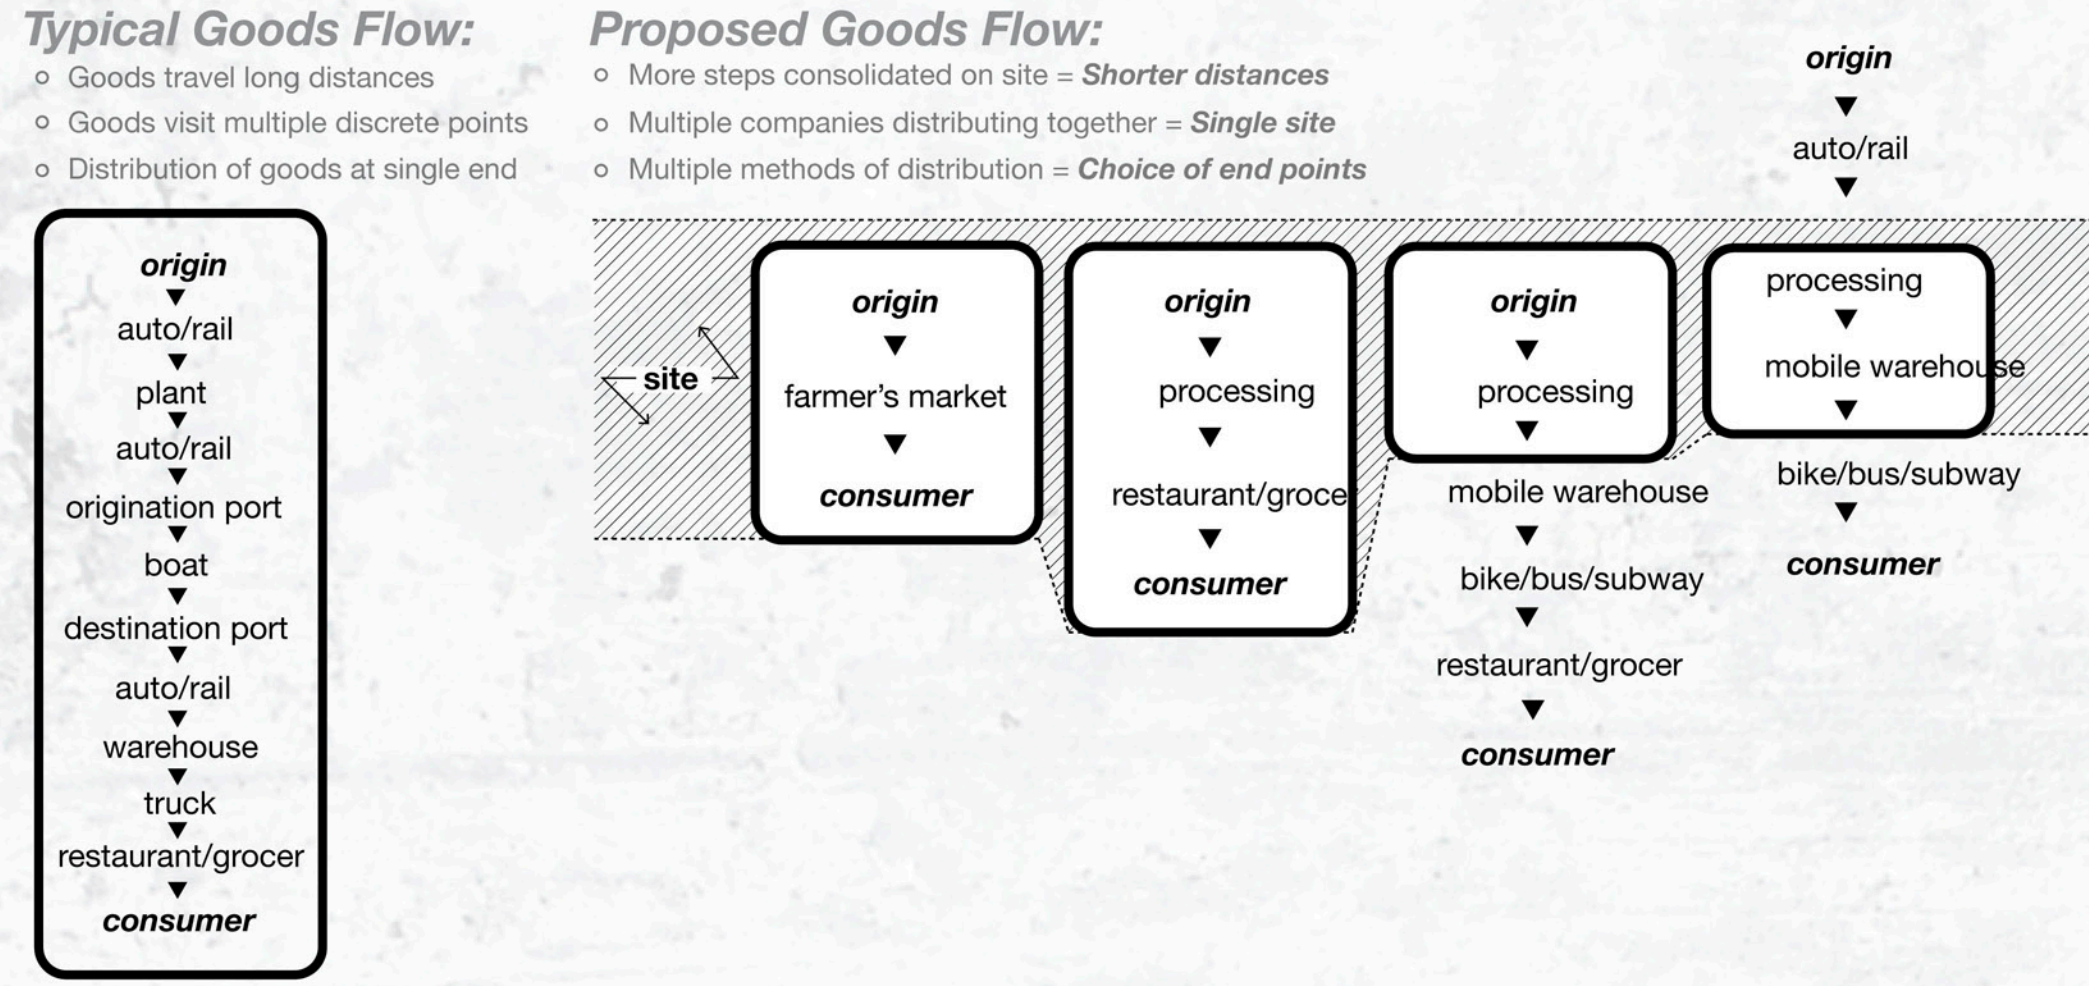 Typical Goods Flow:
Goods travel long distances
Goods visit multiple discrete points
Distribution of goods at single end
origin
auto/rail
plant
auto/rail
origination port
boat
destination port
auto/rail
warehouse
truck
restaurant/grocer
consumer
Proposed Goods Flow:
More steps consolidated on site = Shorter distances
Multiple companies distributing together = Single site
Multiple methods of distribution = Choice of end points
site
origin
farmer's market
consumer
origin
processing
restaurant/grocer
consumer
origin
processing
mobile warehouse
bike/bus/subway
restaurant/grocer
consumer
origin
auto/rail
processing
mobile warehouse
bike/bus/subway
consumer